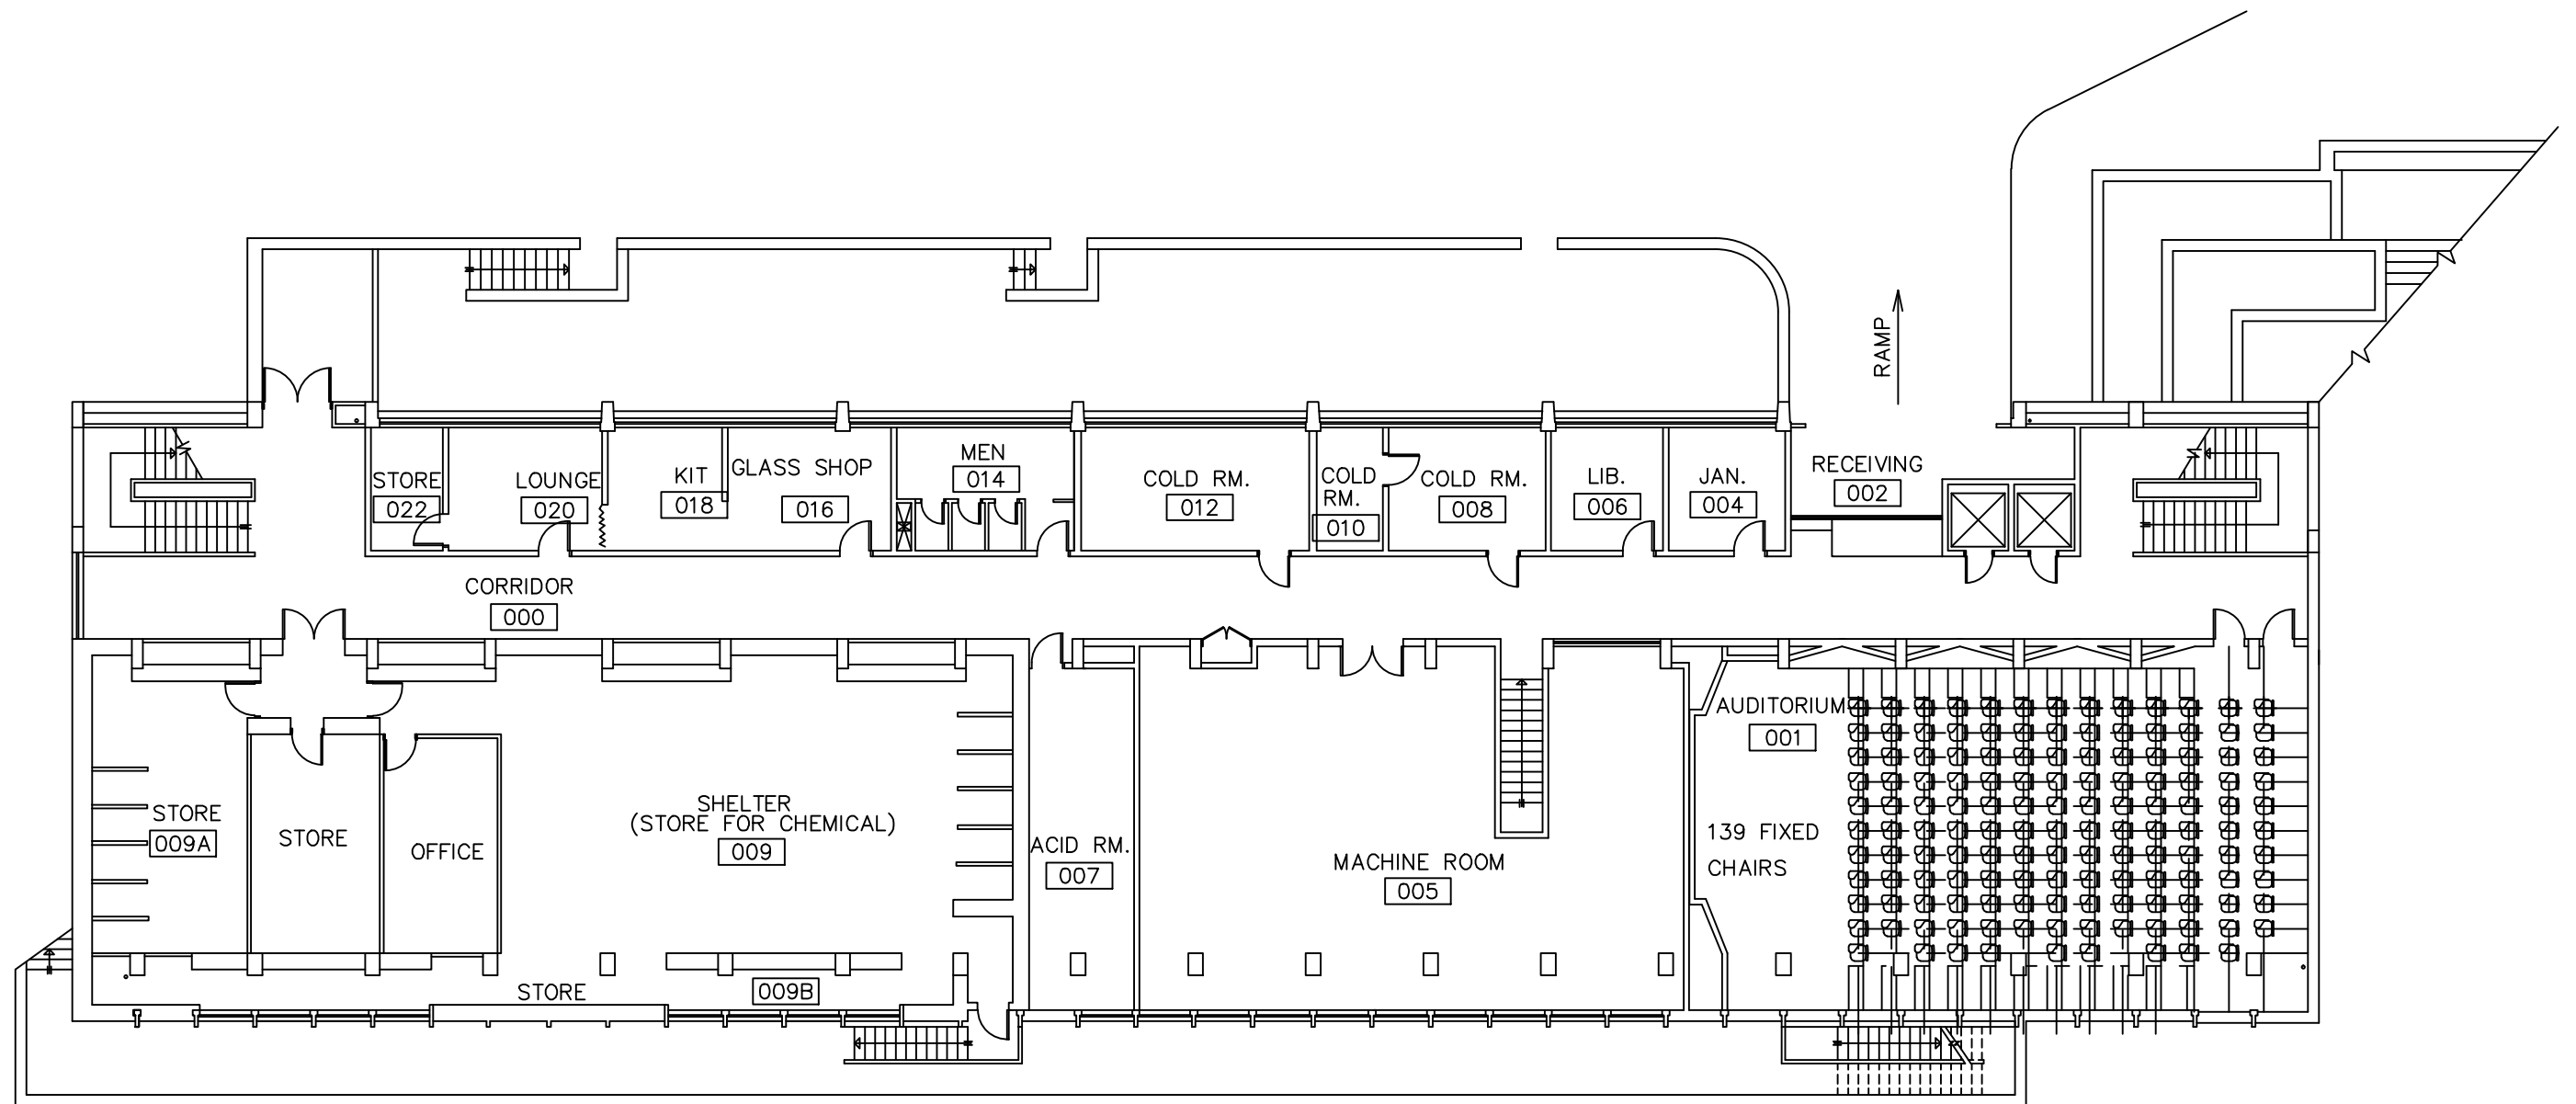 RAMP
STORE
022
LOUNGE
020
KIT
018
GLASS SHOP
016
MEN
014
COLD RM.
012
COLD
RM.
010
COLD RM.
008
LIB.
006
JAN.
004
RECEIVING
002
CORRIDOR
000
STORE
009A
STORE
OFFICE
SHELTER
(STORE FOR CHEMICAL)
009
STORE
009B
ACID RM.
007
MACHINE ROOM
005
AUDITORIUM
001
139 FIXED
CHAIRS